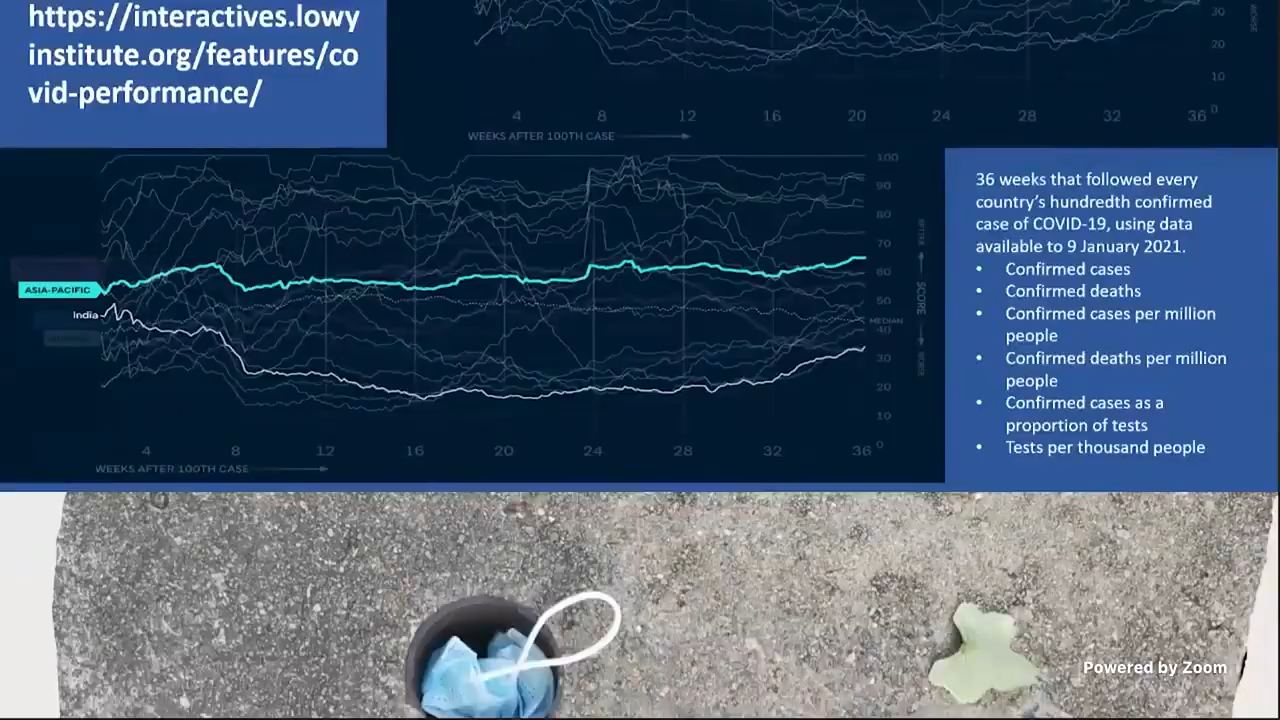 https://interactives.lowy
institute.org/features/co
vid-performance/
30
20
10
0
4
8
12
16
20
24
28
32
36
WEEKS AFTER 100TH CASE
100
90
80
70
60
50
40
30
20
10
0
BETTER
SCORE
MEDIAN
ASIA-PACIFIC
India
4
8
12
16
20
24
28
32
36
WEEKS AFTER 100TH CASE
36 weeks that followed every
country's hundredth confirmed
case of COVID-19, using data
available to 9 January 2021.
• Confirmed cases
• Confirmed deaths
• Confirmed cases per million
people
• Confirmed deaths per million
people
• Confirmed cases as a
proportion of tests
• Tests per thousand people
Powered by Zoom